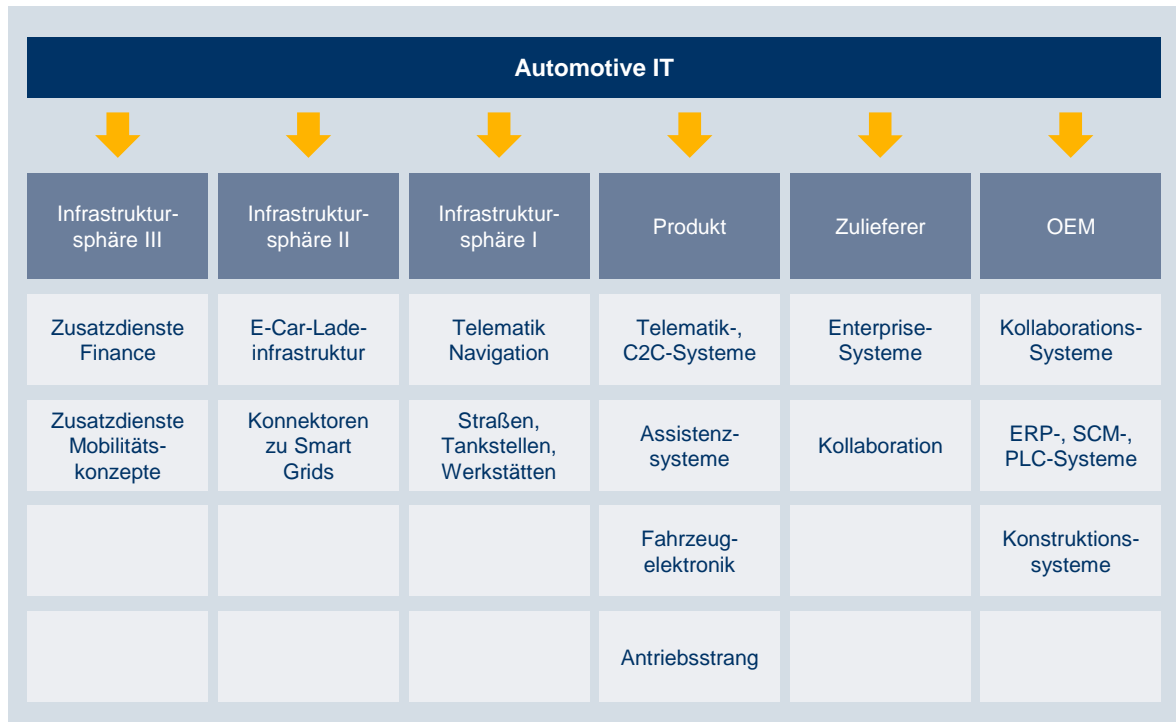 Automotive IT
Infrastruktur-
sphäre III
Infrastruktur-
sphäre II
Infrastruktur-
sphäre I
Produkt
Zulieferer
OEM
Zusatzdienste
Finance
E-Car-Lade-
infrastruktur
Telematik
Navigation
Telematik-,
C2C-Systeme
Enterprise-
Systeme
Kollaborations-
Systeme
Zusatzdienste
Mobilitäts-
konzepte
Konnektoren
zu Smart
Grids
Straßen,
Tankstellen,
Werkstätten
Assistenz-
systeme
Kollaboration
ERP-, SCM-,
PLC-Systeme
Fahrzeug-
elektronik
Konstruktions-
systeme
Antriebsstrang